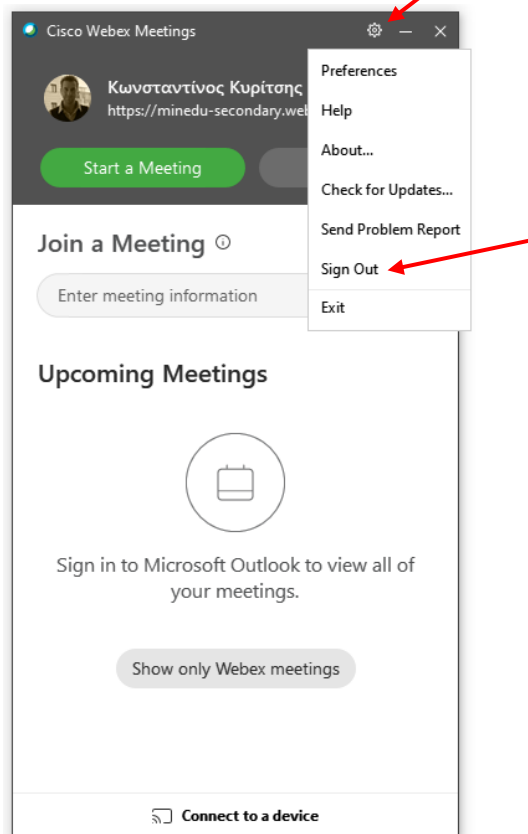 Cisco Webex Meetings
Κωνσταντίνος Κυρίτσης
https://minedu-secondary.we
Preferences
Help
About...
Check for Updates...
Send Problem Report
Sign Out
Exit
Start a Meeting
Join a Meeting
Enter meeting information
Upcoming Meetings
Sign in to Microsoft Outlook to view all of
your meetings.
Show only Webex meetings
Connect to a device